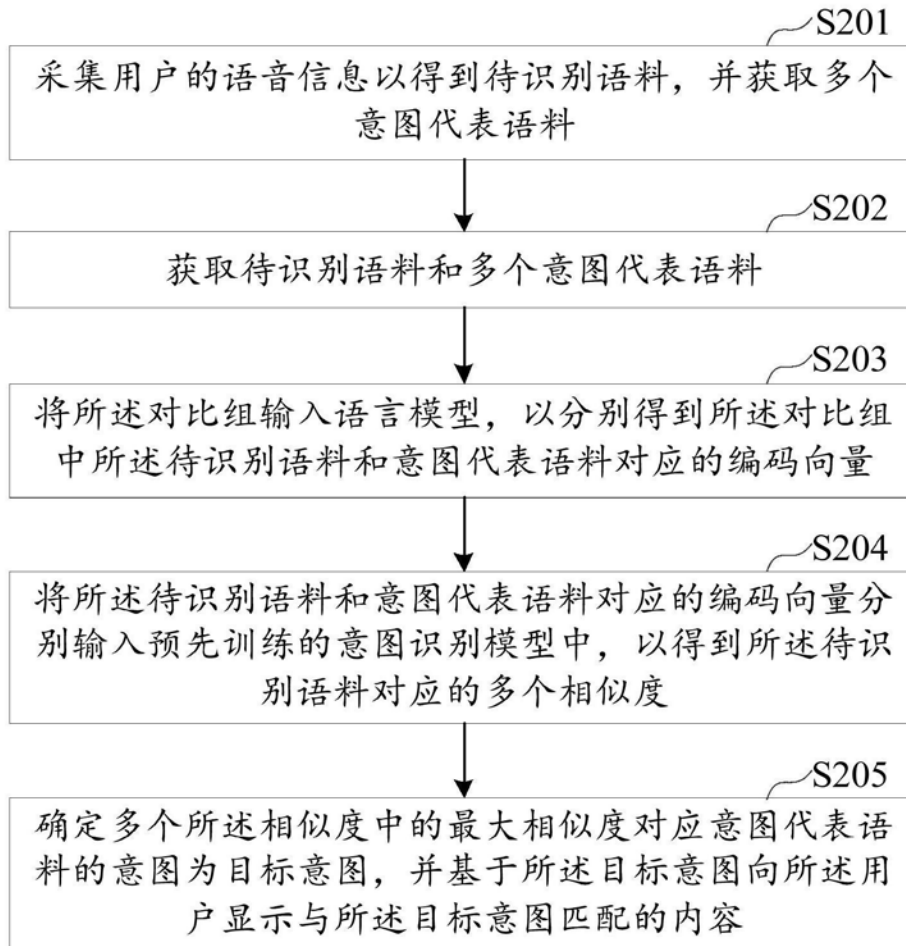 S201
采集用户的语音信息以得到待识别语料，并获取多个
意图代表语料
S202
获取待识别语料和多个意图代表语料
S203
将所述对比组输入语言模型，以分别得到所述对比组
中所述待识别语料和意图代表语料对应的编码向量
S204
将所述待识别语料和意图代表语料对应的编码向量分
别输入预先训练的意图识别模型中，以得到所述待识
别语料对应的多个相似度
S205
确定多个所述相似度中的最大相似度对应意图代表语
料的意图为目标意图，并基于所述目标意图向所述用
户显示与所述目标意图匹配的内容